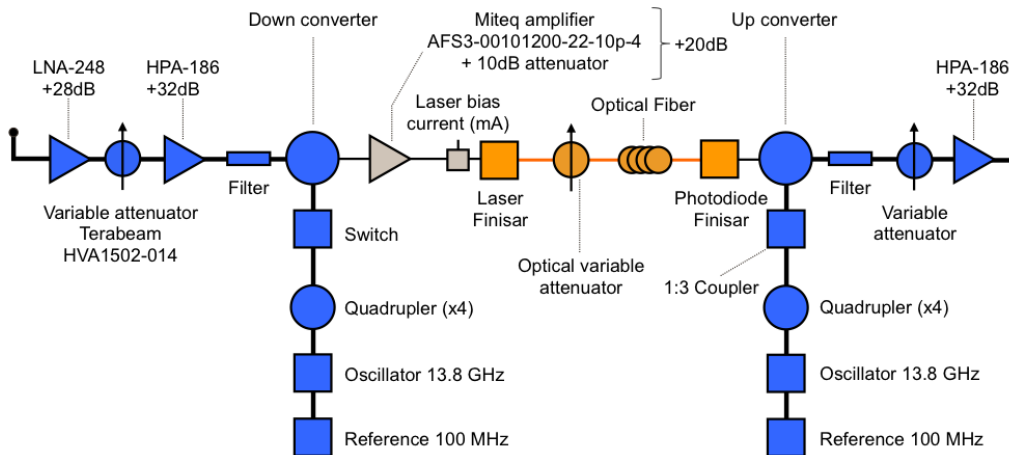 Down converter
Miteq amplifier
AFS3-00101200-22-10p-4
+ 10dB attenuator
+20dB
Up converter
LNA-248
+28dB
HPA-186
+32dB
Laser bias
current (mA)
Optical Fiber
HPA-186
+32dB
Filter
Variable attenuator
Terabeam
HVA1502-014
Laser
Finisar
Photodiode
Finisar
Filter
Variable
attenuator
Switch
Optical variable
attenuator
1:3 Coupler
Quadrupler (x4)
Quadrupler (x4)
Oscillator 13.8 GHz
Oscillator 13.8 GHz
Reference 100 MHz
Reference 100 MHz